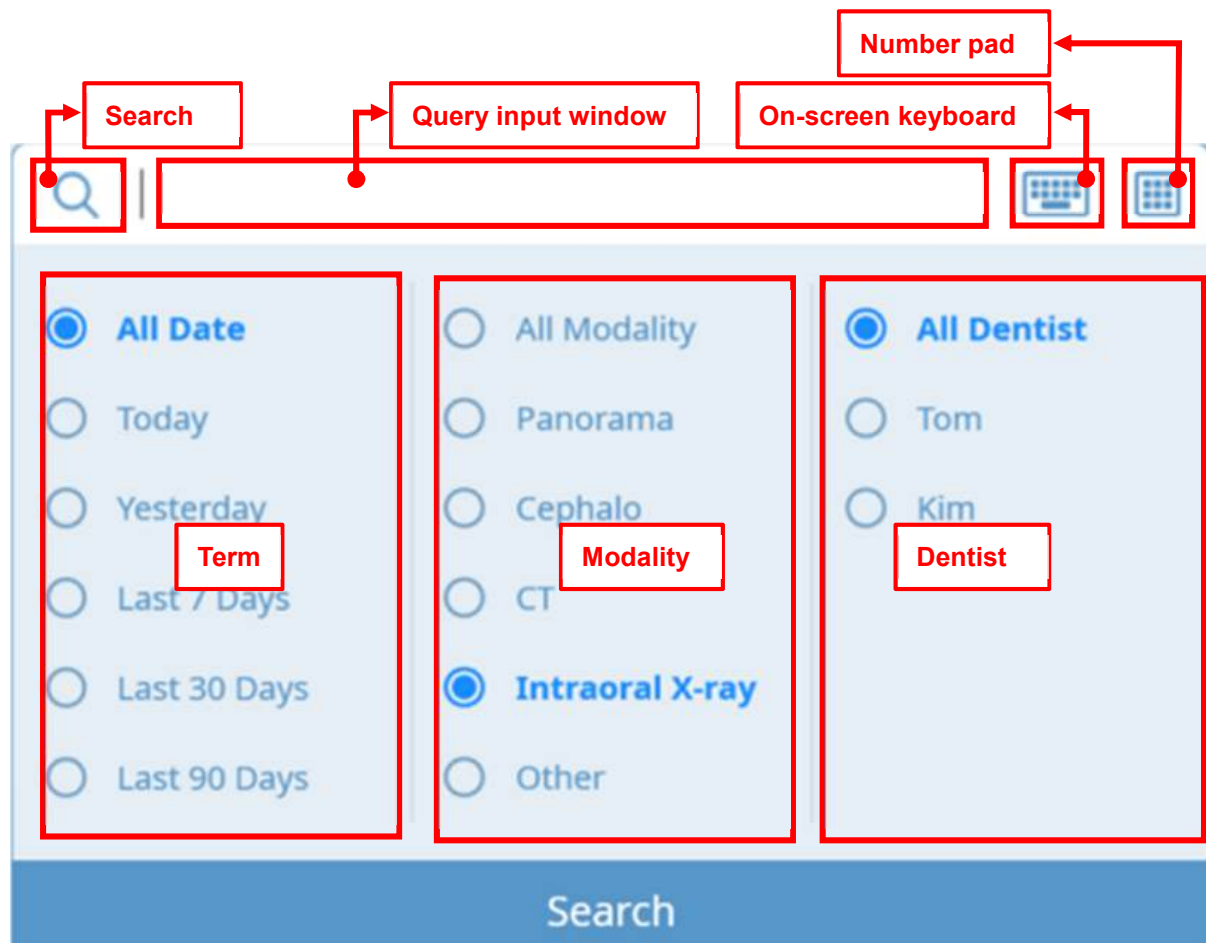 Number pad
Search
Query input window
On-screen keyboard
All Date
All Modality
All Dentist
Today
Panorama
Tom
Yesterday
Cephalo
Kim
Term
Modality
Dentist
Last 7 Days
CT
Last 30 Days
Intraoral X-ray
Last 90 Days
Other
Search